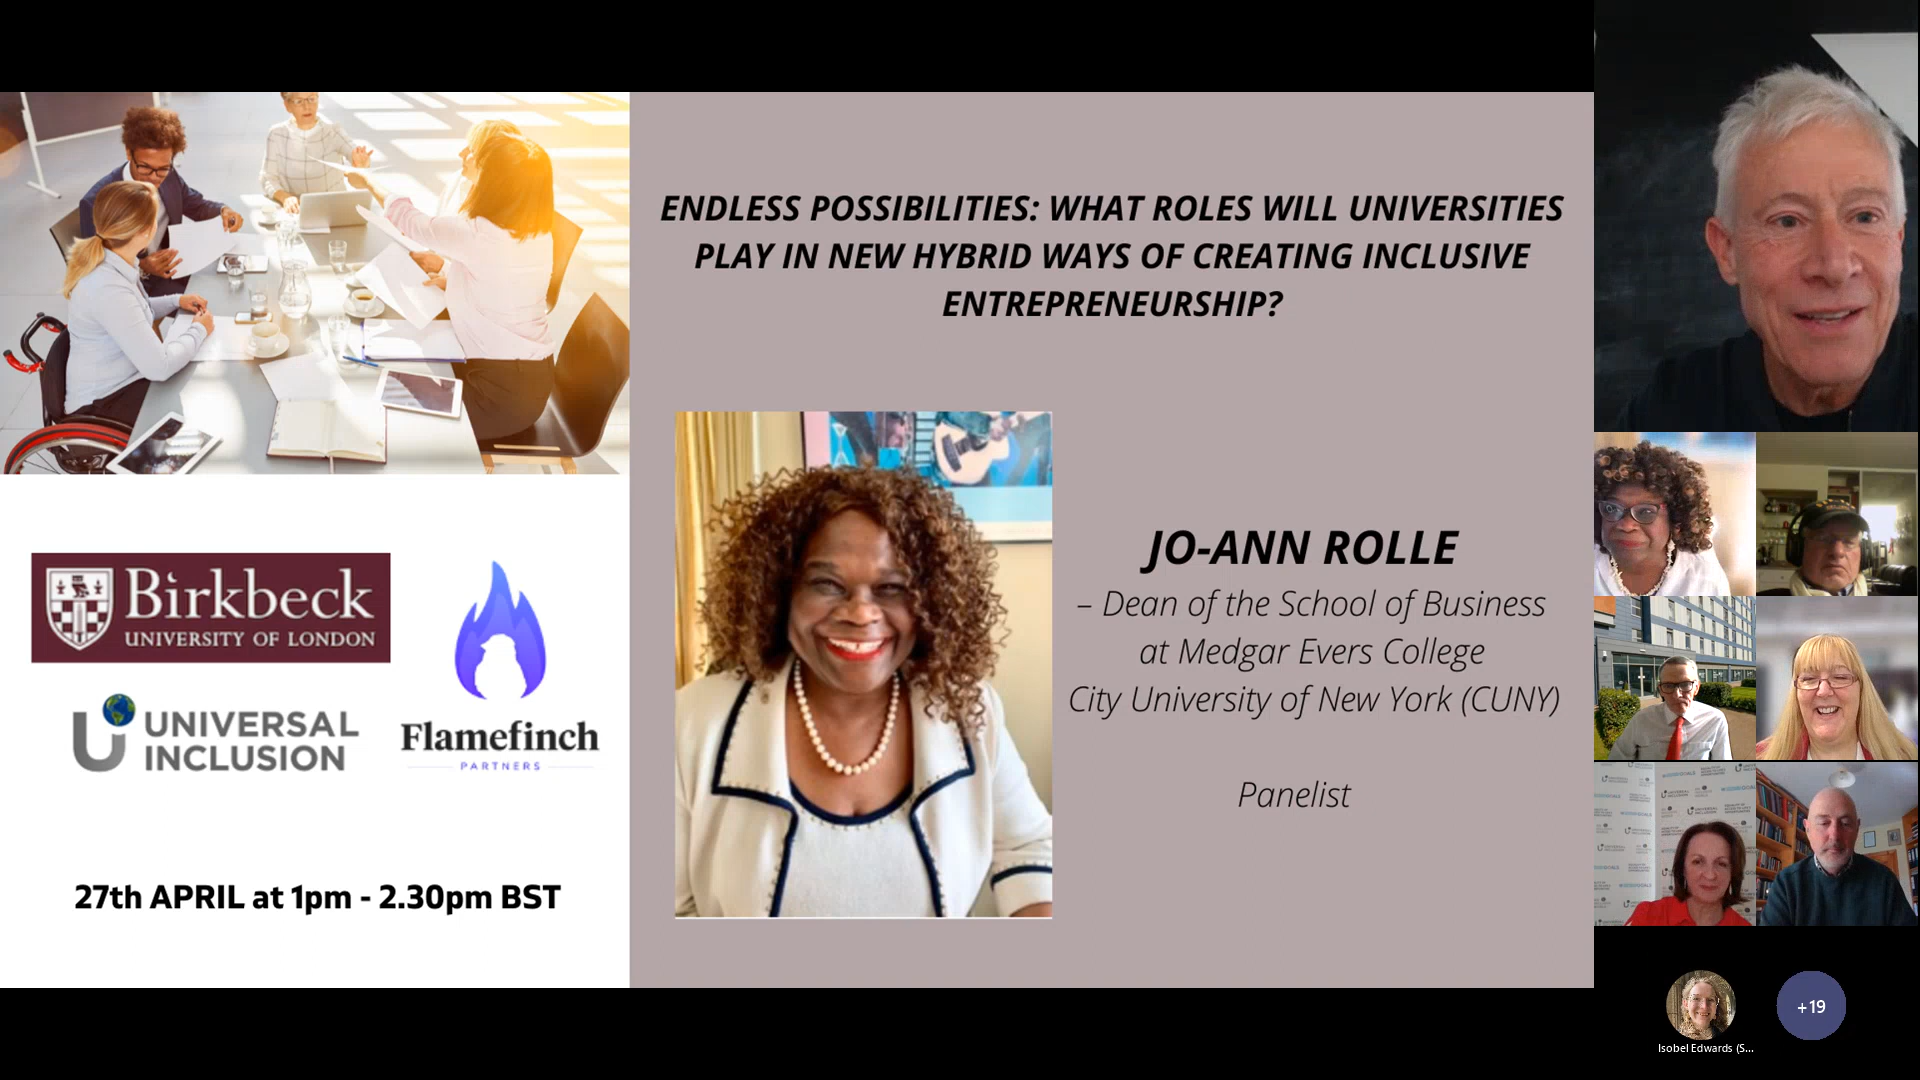 ENDLESS POSSIBILITIES: WHAT ROLES WILL UNIVERSITIES
PLAY IN NEW HYBRID WAYS OF CREATING INCLUSIVE
ENTREPRENEURSHIP?
JO-ANN ROLLE
– Dean of the School of Business
at Medgar Evers College
City University of New York (CUNY)
Panelist
Birkbeck
UNIVERSITY OF LONDON
UNIVERSAL
INCLUSION
Flamefinch
PARTNERS
27th APRIL at 1pm - 2.30pm BST
+19
Isobel Edwards (S...